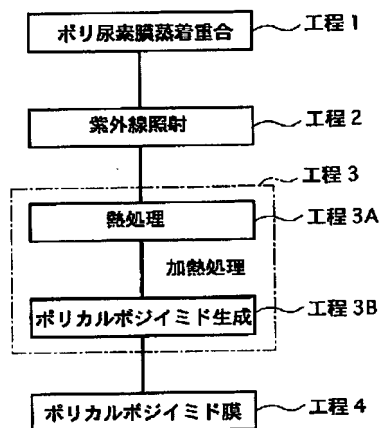 ポリ尿素膜蒸着重合 工程1
紫外線照射 工程2
工程3
熱処理 工程3A
加熱処理
ポリカルボジイミド生成 工程3B
ポリカルボジイミド膜 工程4